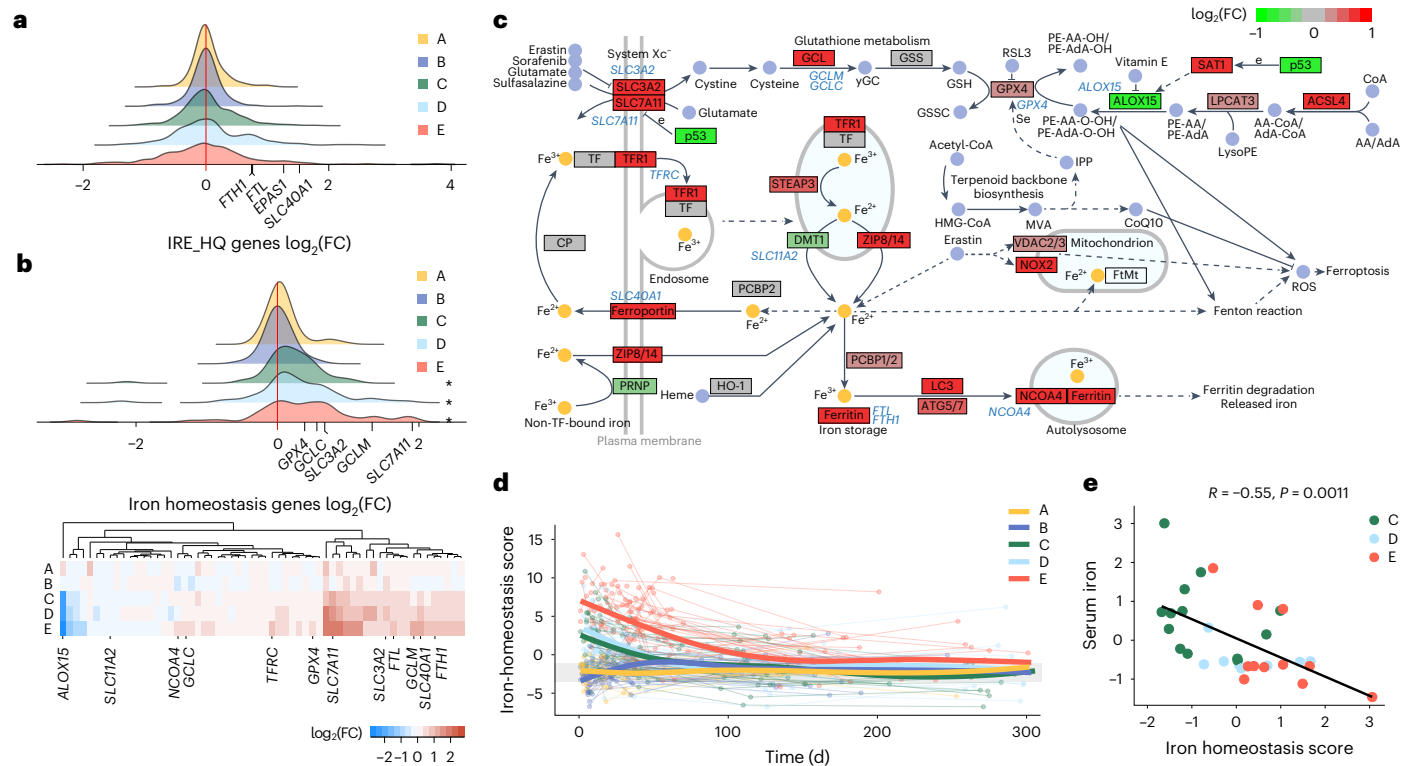 a
A
B
C
D
E
−2
0
2
4
FTH1
FTL
EPAS1
SLC40A1
IRE_HQ genes log2(FC)
b
A
B
C
D
E
*
*
*
−2
0
2
GPX4
GCLC
SLC3A2
GCLM
SLC7A11
Iron homeostasis genes log2(FC)
A
B
C
D
E
ALOX15
SLC11A2
NCOA4
GCLC
TFRC
GPX4
SLC7A11
SLC3A2
FTL
GCLM
SLC40A1
FTH1
log2(FC)
−2 −1 0 1 2
c
log2(FC)
−1 0 1
Erastin
Sorafenib
Glutamate
Sulfasalazine
System Xc−
SLC3A2
SLC3A2
SLC7A11
SLC7A11
Cystine
Glutamate
e
p53
Cysteine
Glutathione metabolism
GCL
GCLM
GCLC
yGC
GSS
GSH
GSSC
RSL3
GPX4
GPX4
Se
PE-AA-OH/
PE-AdA-OH
PE-AA-O-OH/
PE-AdA-O-OH
Vitamin E
ALOX15
ALOX15
SAT1
e
p53
PE-AA/
PE-AdA
LPCAT3
LysoPE
AA-CoA/
AdA-CoA
ACSL4
CoA
AA/AdA
Fe3+
TF
TFR1
TFRC
TFR1
TF
Fe3+
Endosome
CP
TFR1
TF
Fe3+
STEAP3
Fe2+
DMT1
ZIP8/14
SLC11A2
Acetyl-CoA
Terpenoid backbone
biosynthesis
IPP
HMG-CoA
MVA
CoQ10
Erastin
VDAC2/3
Mitochondrion
NOX2
Fe2+
FtMt
ROS
Ferroptosis
Fenton reaction
Fe2+
SLC40A1
Ferroportin
PCBP2
Fe2+
Fe2+
Fe2+
ZIP8/14
PRNP
Fe3+
Non-TF-bound iron
Plasma membrane
Heme
HO-1
PCBP1/2
Fe3+
Ferritin
FTL
FTH1
Iron storage
LC3
ATG5/7
NCOA4
Fe3+
NCOA4
Ferritin
Autolysosome
Ferritin degradation
Released iron
d
A
B
C
D
E
Iron-homeostasis score
15
10
5
0
−5
0
100
200
300
Time (d)
e
R = −0.55, P = 0.0011
C
D
E
Serum iron
3
2
1
0
−1
−2
−1
0
1
2
3
Iron homeostasis score